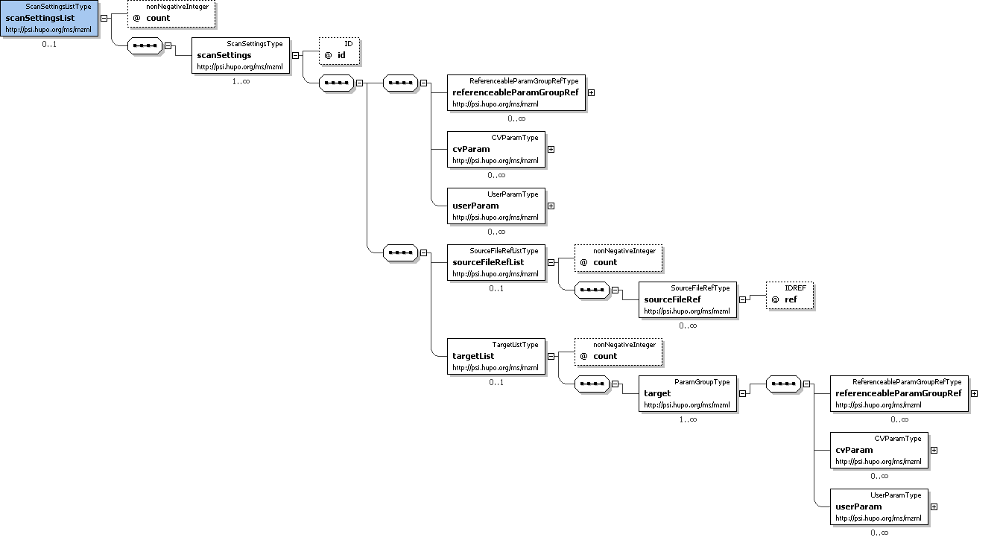 ScanSettingsListType
scanSettingsList
http://psi.hupo.org/ms/mzml
0..1
nonNegativeInteger
@ count
ScanSettingsType
scanSettings
http://psi.hupo.org/ms/mzml
1..∞
ID
@ id
ReferenceableParamGroupRefType
referenceableParamGroupRef
http://psi.hupo.org/ms/mzml
0..∞
CVParamType
cvParam
http://psi.hupo.org/ms/mzml
0..∞
UserParamType
userParam
http://psi.hupo.org/ms/mzml
0..∞
SourceFileRefListType
sourceFileRefList
http://psi.hupo.org/ms/mzml
0..1
nonNegativeInteger
@ count
SourceFileRefType
sourceFileRef
http://psi.hupo.org/ms/mzml
0..∞
IDREF
@ ref
TargetListType
targetList
http://psi.hupo.org/ms/mzml
0..1
nonNegativeInteger
@ count
ParamGroupType
target
http://psi.hupo.org/ms/mzml
1..∞
ReferenceableParamGroupRefType
referenceableParamGroupRef
http://psi.hupo.org/ms/mzml
0..∞
CVParamType
cvParam
http://psi.hupo.org/ms/mzml
0..∞
UserParamType
userParam
http://psi.hupo.org/ms/mzml
0..∞